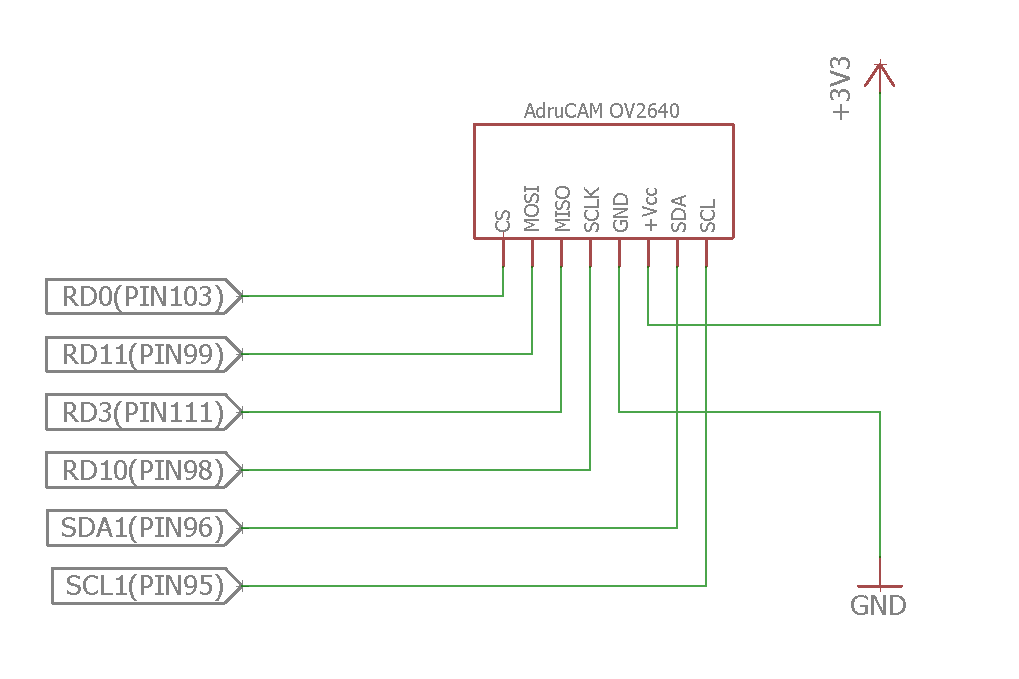 +3V3
AdruCAM OV2640
CS
MOSI
MISO
SCLK
GND
+Vcc
SDA
SCL
RD0(PIN103)
RD11(PIN99)
RD3(PIN111)
RD10(PIN98)
SDA1(PIN96)
SCL1(PIN95)
GND